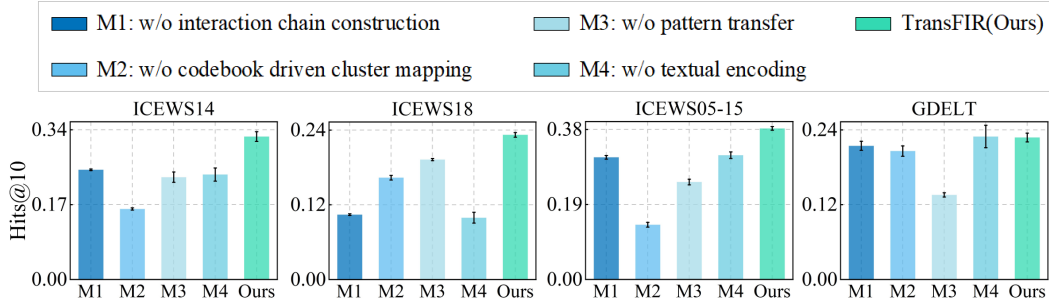 M1: w/o interaction chain construction
M3: w/o pattern transfer
TransFIR(Ours)
M2: w/o codebook driven cluster mapping
M4: w/o textual encoding
ICEWS14
ICEWS18
ICEWS05-15
GDELT
Hits@10
0.34
0.17
0.00
M1 M2 M3 M4 Ours
0.24
0.12
0.00
M1 M2 M3 M4 Ours
0.38
0.19
0.00
M1 M2 M3 M4 Ours
0.24
0.12
0.00
M1 M2 M3 M4 Ours